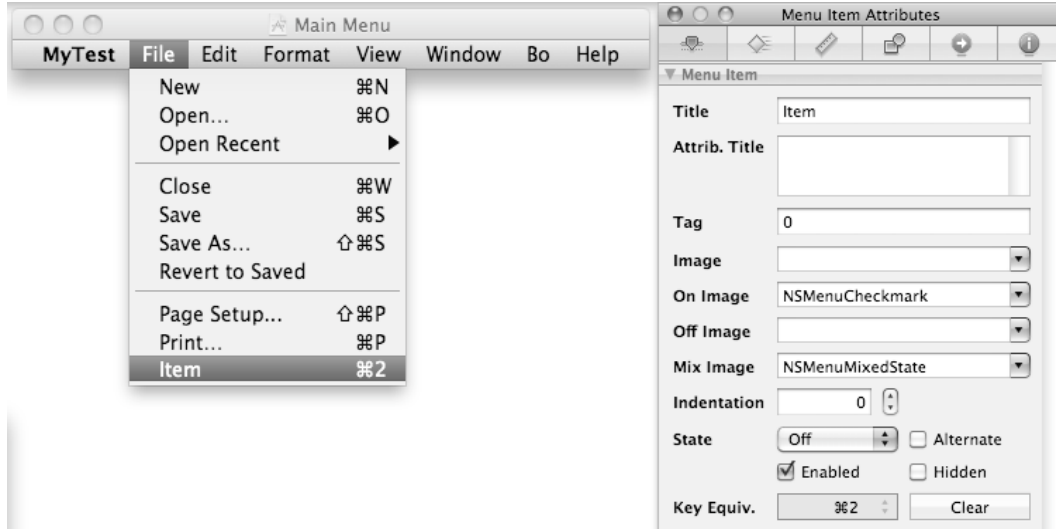 Main Menu
MyTest File Edit Format View Window Bo Help
New ⌘N
Open... ⌘O
Open Recent ▶
Close ⌘W
Save ⌘S
Save As... ⇧⌘S
Revert to Saved
Page Setup... ⇧⌘P
Print... ⌘P
Item ⌘2
Menu Item Attributes
▼ Menu Item
Title Item
Attrib. Title
Tag 0
Image
On Image NSMenuCheckmark
Off Image
Mix Image NSMenuMixedState
Indentation 0
State Off Alternate
Enabled Hidden
Key Equiv. ⌘2 Clear